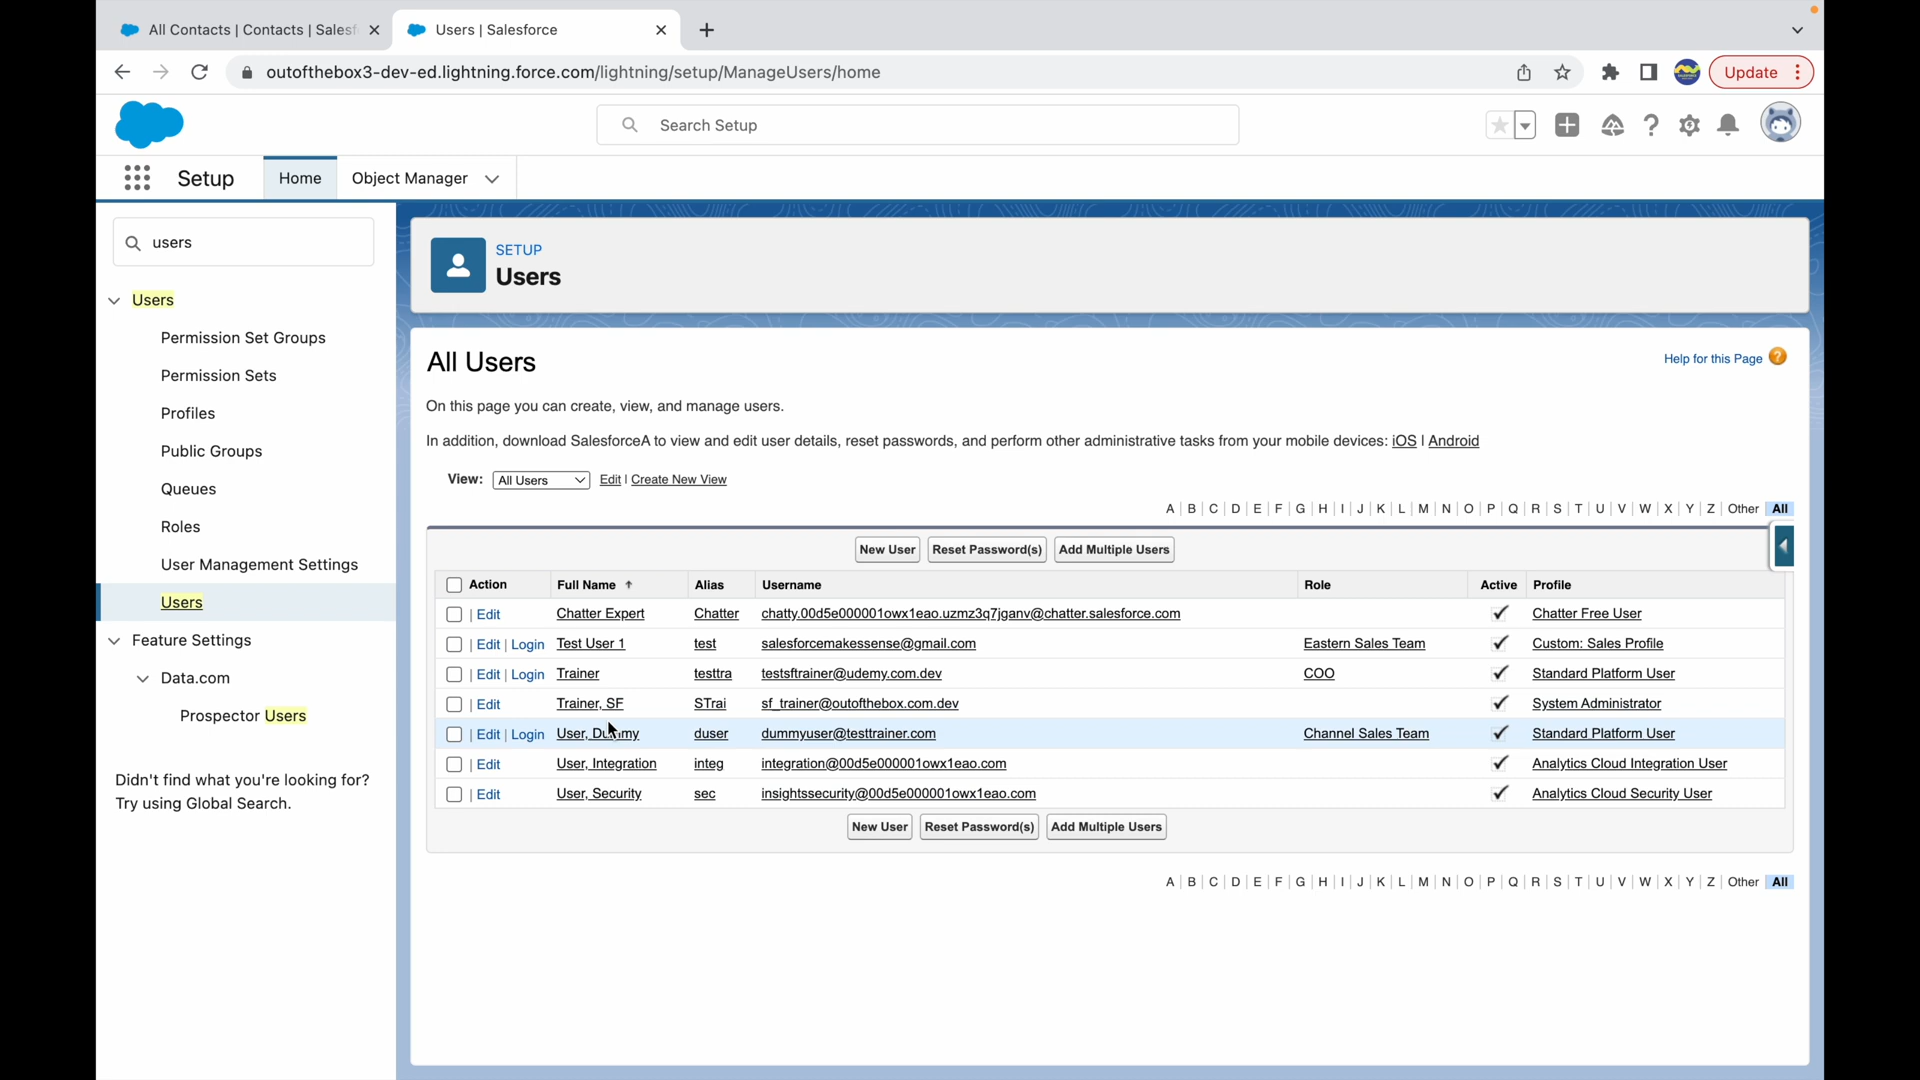 All Contacts | Contacts | Salesf
Users | Salesforce
outofthebox3-dev-ed.lightning.force.com/lightning/setup/ManageUsers/home
Update
Search Setup
Setup
Home
Object Manager
users
Users
Permission Set Groups
Permission Sets
Profiles
Public Groups
Queues
Roles
User Management Settings
Users
Feature Settings
Data.com
Prospector Users
Didn't find what you're looking for?
Try using Global Search.
SETUP
Users
All Users
Help for this Page ?
On this page you can create, view, and manage users.
In addition, download SalesforceA to view and edit user details, reset passwords, and perform other administrative tasks from your mobile devices: iOS | Android
View: All Users Edit | Create New View
A | B | C | D | E | F | G | H | I | J | K | L | M | N | O | P | Q | R | S | T | U | V | W | X | Y | Z | Other All
New User Reset Password(s) Add Multiple Users
Action Full Name ↑ Alias Username Role Active Profile
| Edit Chatter Expert Chatter chatty.00d5e000001owx1eao.uzmz3q7jganv@chatter.salesforce.com ✓ Chatter Free User
| Edit | Login Test User 1 test salesforcemakessense@gmail.com Eastern Sales Team ✓ Custom: Sales Profile
| Edit | Login Trainer testtra testsftrainer@udemy.com.dev COO ✓ Standard Platform User
| Edit Trainer, SF STrai sf_trainer@outofthebox.com.dev ✓ System Administrator
| Edit | Login User, Dummy duser dummyuser@testtrainer.com Channel Sales Team ✓ Standard Platform User
| Edit User, Integration integ integration@00d5e000001owx1eao.com ✓ Analytics Cloud Integration User
| Edit User, Security sec insightssecurity@00d5e000001owx1eao.com ✓ Analytics Cloud Security User
New User Reset Password(s) Add Multiple Users
A | B | C | D | E | F | G | H | I | J | K | L | M | N | O | P | Q | R | S | T | U | V | W | X | Y | Z | Other All